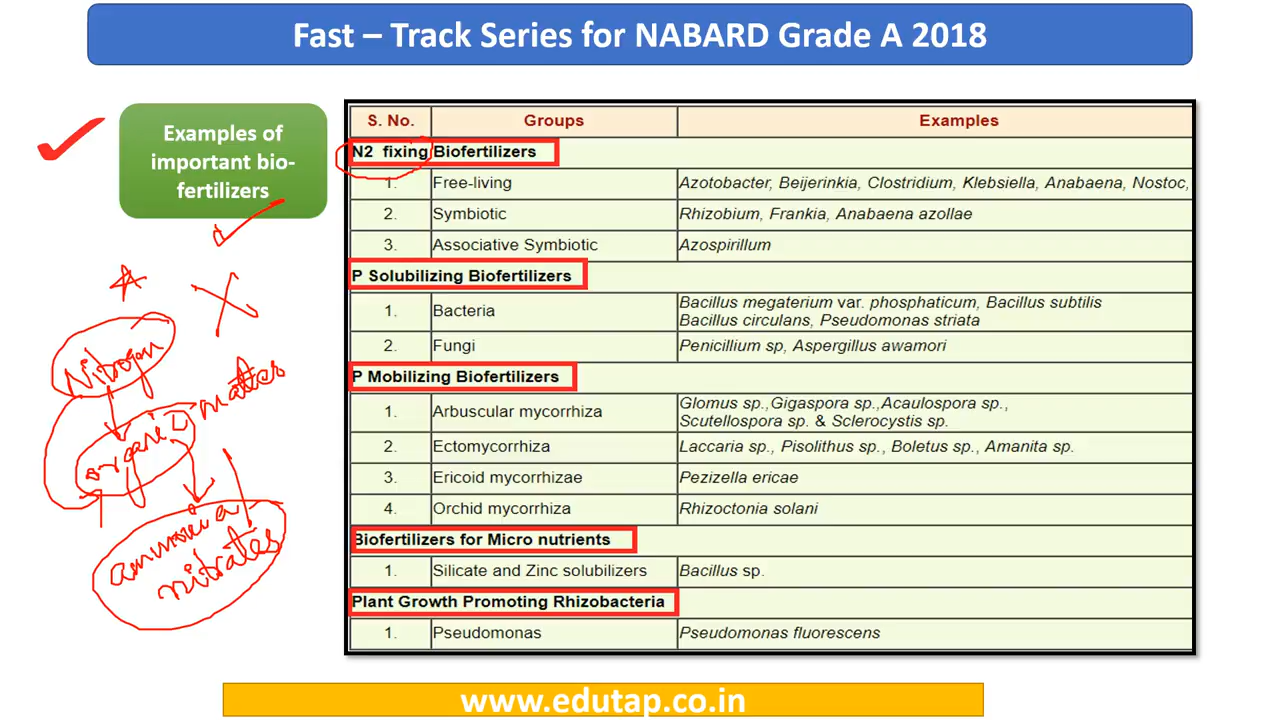 Fast – Track Series for NABARD Grade A 2018
Examples of
important bio-
fertilizers
Nitrogen
organic matter
ammonia
nitrates
S. No. Groups Examples
N2 fixing Biofertilizers
1. Free-living Azotobacter, Beijerinkia, Clostridium, Klebsiella, Anabaena, Nostoc,
2. Symbiotic Rhizobium, Frankia, Anabaena azollae
3. Associative Symbiotic Azospirillum
P Solubilizing Biofertilizers
1. Bacteria Bacillus megaterium var. phosphaticum, Bacillus subtilis
Bacillus circulans, Pseudomonas striata
2. Fungi Penicillium sp, Aspergillus awamori
P Mobilizing Biofertilizers
1. Arbuscular mycorrhiza Glomus sp.,Gigaspora sp.,Acaulospora sp.,
Scutellospora sp. & Sclerocystis sp.
2. Ectomycorrhiza Laccaria sp., Pisolithus sp., Boletus sp., Amanita sp.
3. Ericoid mycorrhizae Pezizella ericae
4. Orchid mycorrhiza Rhizoctonia solani
Biofertilizers for Micro nutrients
1. Silicate and Zinc solubilizers Bacillus sp.
Plant Growth Promoting Rhizobacteria
1. Pseudomonas Pseudomonas fluorescens
www.edutap.co.in